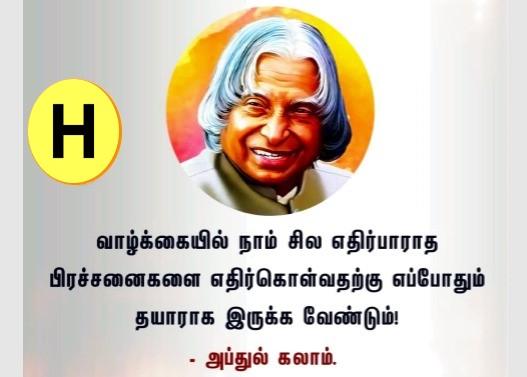 H
வாழ்க்கையில் நாம் சில எதிர்பாராத
பிரச்சனைகளை எதிர்கொள்வதற்கு எப்போதும்
தயாராக இருக்க வேண்டும்!
- அப்துல் கலாம்.